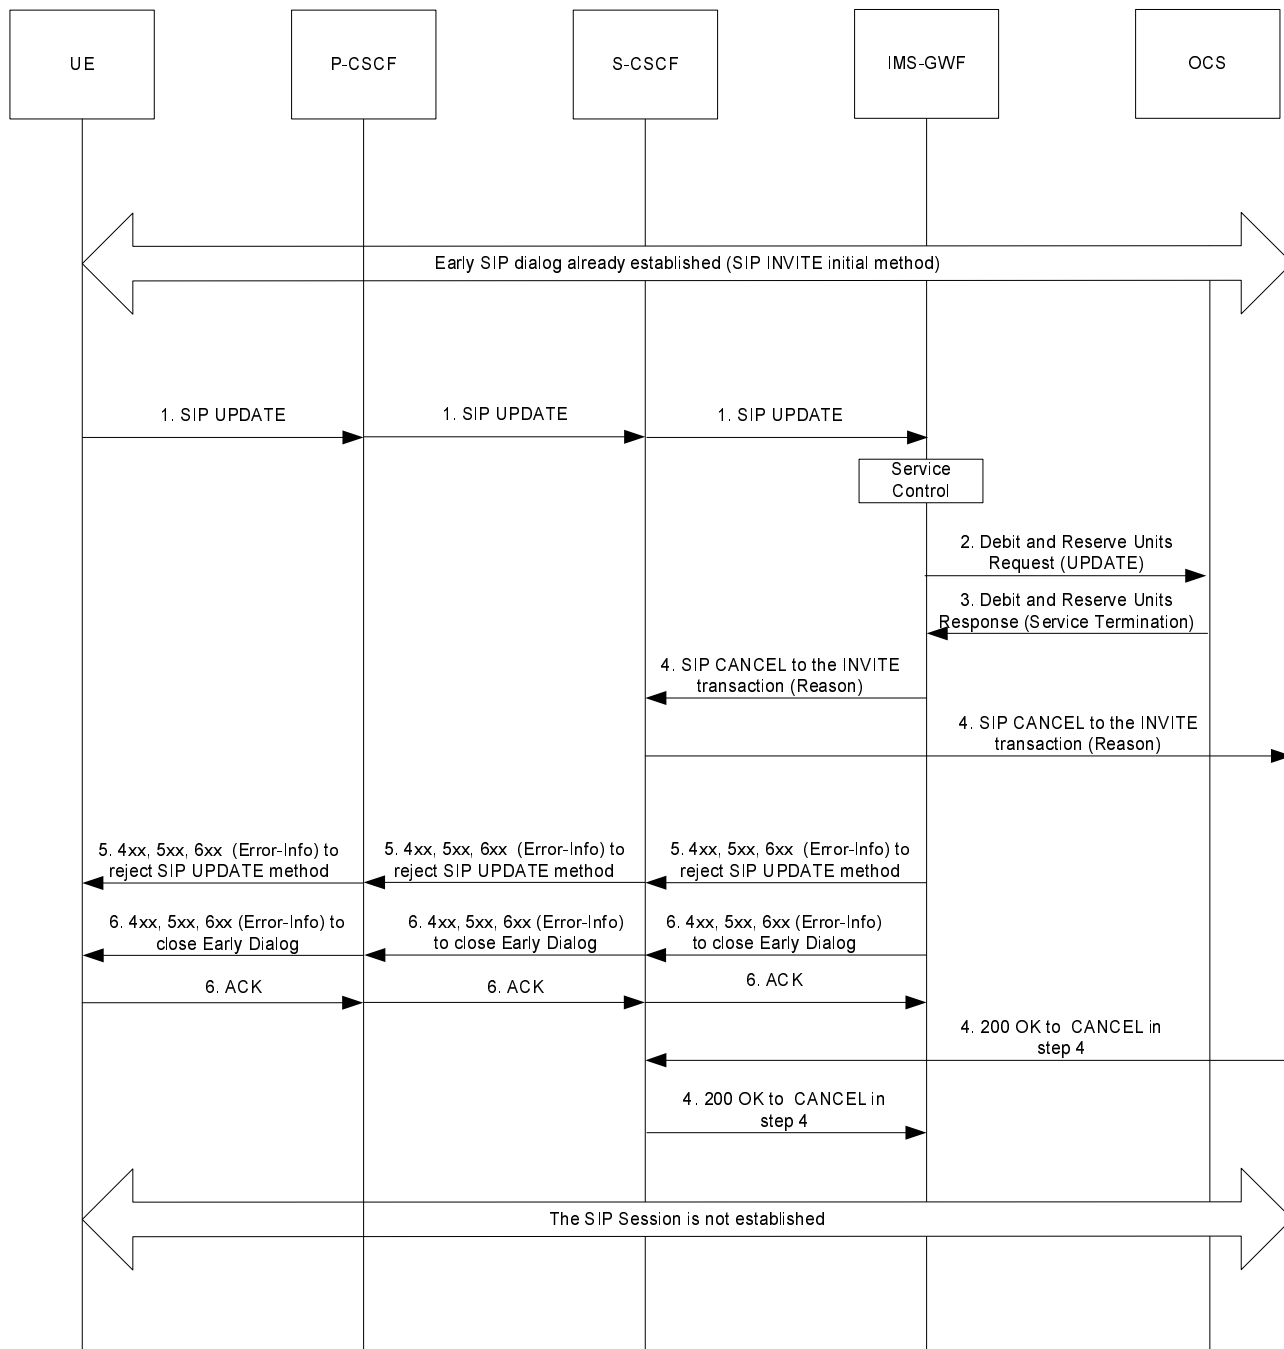 UE
P-CSCF
S-CSCF
IMS-GWF
OCS
Early SIP dialog already established (SIP INVITE initial method)
1. SIP UPDATE
1. SIP UPDATE
1. SIP UPDATE
Service
Control
2. Debit and Reserve Units
Request (UPDATE)
3. Debit and Reserve Units
Response (Service Termination)
4. SIP CANCEL to the INVITE
transaction (Reason)
4. SIP CANCEL to the INVITE
transaction (Reason)
5. 4xx, 5xx, 6xx (Error-Info) to
reject SIP UPDATE method
5. 4xx, 5xx, 6xx (Error-Info) to
reject SIP UPDATE method
5. 4xx, 5xx, 6xx (Error-Info) to
reject SIP UPDATE method
6. 4xx, 5xx, 6xx (Error-Info) to
close Early Dialog
6. 4xx, 5xx, 6xx (Error-Info)
to close Early Dialog
6. 4xx, 5xx, 6xx (Error-Info)
to close Early Dialog
6. ACK
6. ACK
6. ACK
4. 200 OK to CANCEL in
step 4
4. 200 OK to CANCEL in
step 4
The SIP Session is not established